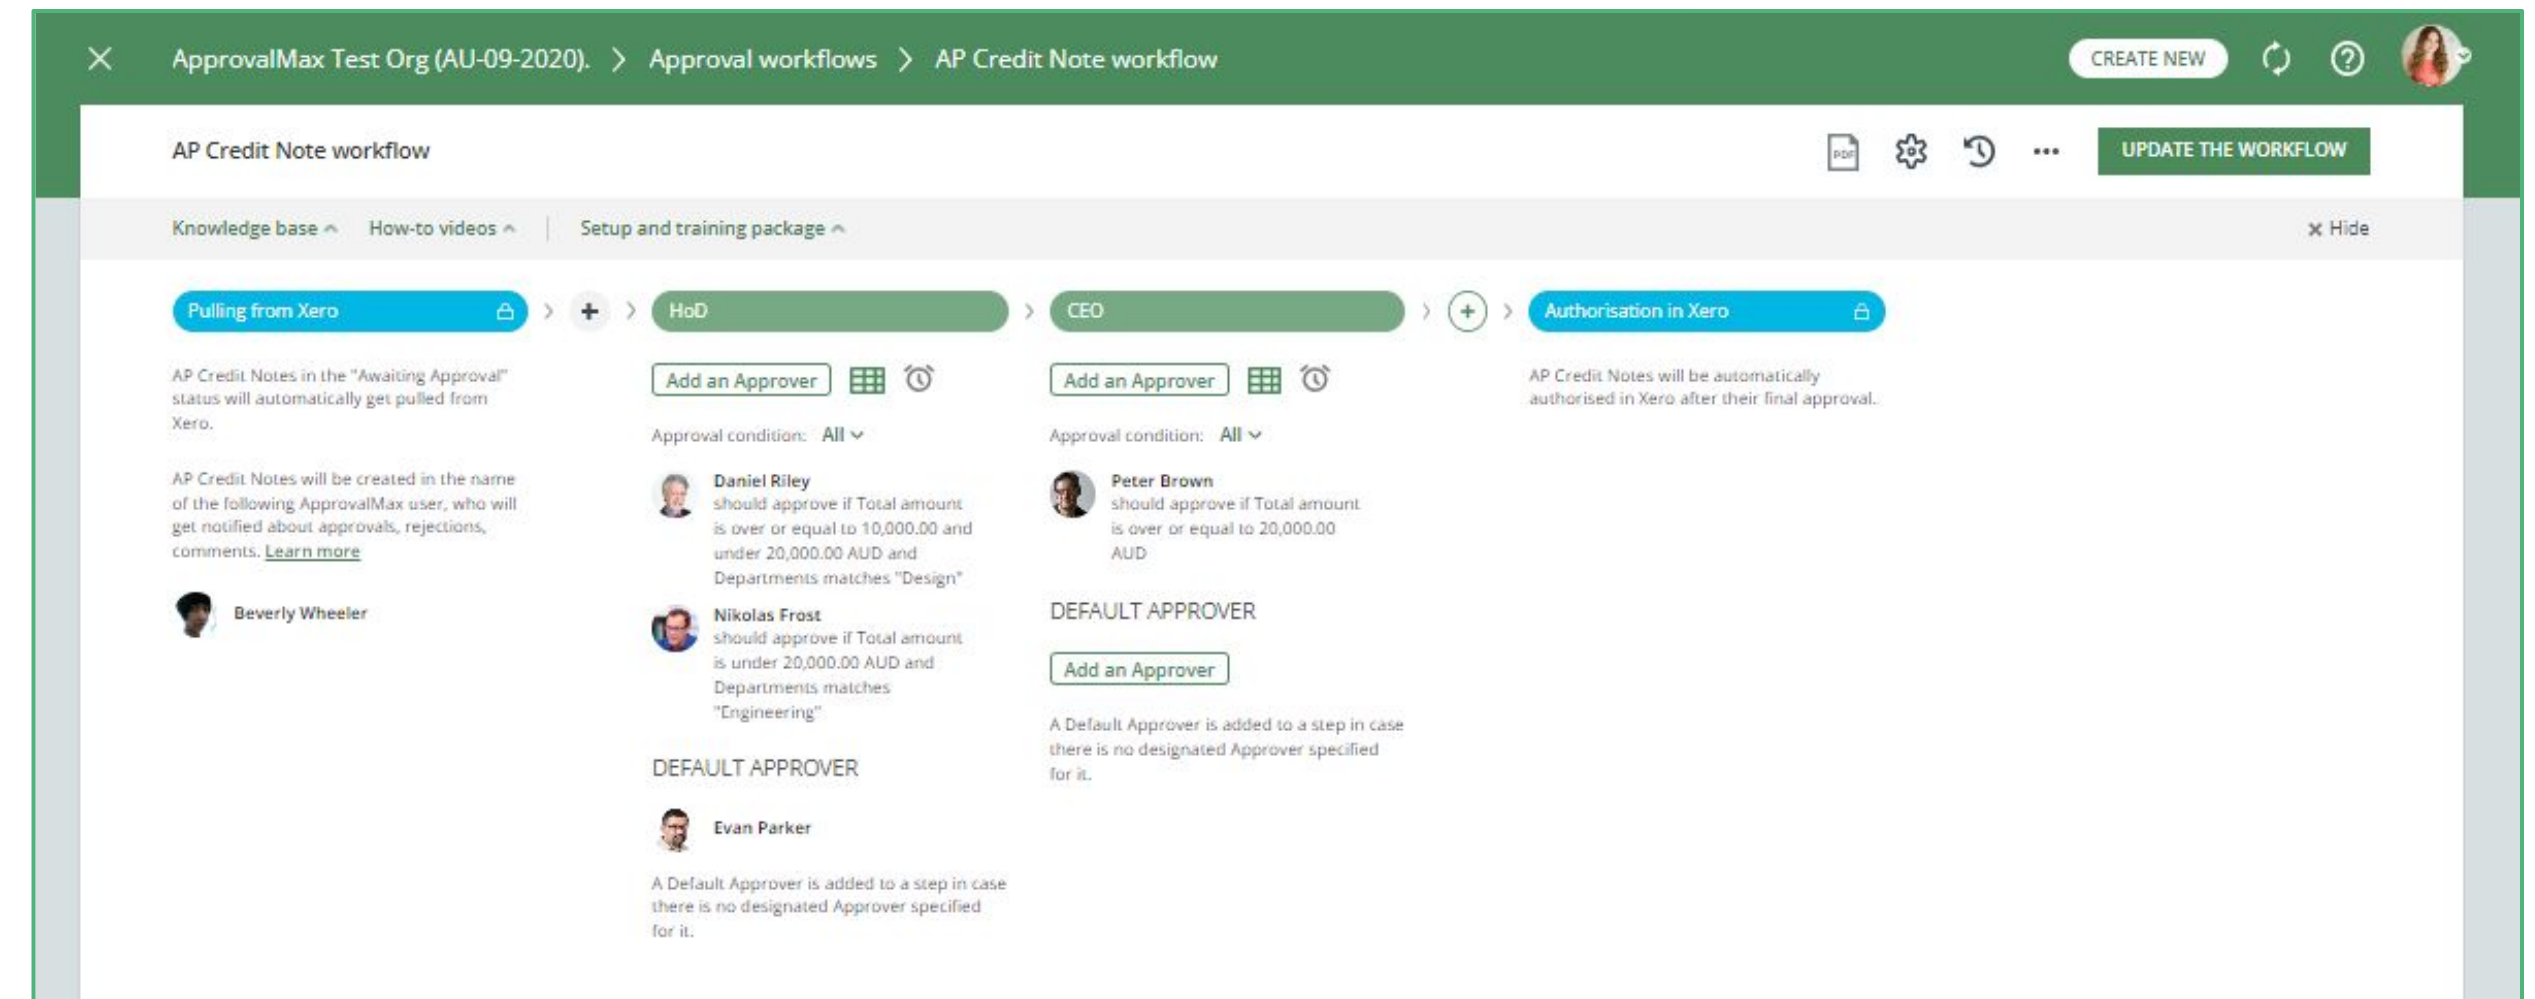 ApprovalMax Test Org (AU-09-2020). > Approval workflows > AP Credit Note workflow
CREATE NEW
AP Credit Note workflow
PDF
UPDATE THE WORKFLOW
Knowledge base
How-to videos
Setup and training package
Hide
Pulling from Xero
HoD
CEO
Authorisation in Xero
AP Credit Notes in the "Awaiting Approval"
status will automatically get pulled from
Xero.
AP Credit Notes will be created in the name
of the following ApprovalMax user, who will
get notified about approvals, rejections,
comments. Learn more
Beverly Wheeler
Add an Approver
Approval condition: All
Daniel Riley
should approve if Total amount
is over or equal to 10,000.00 and
under 20,000.00 AUD and
Departments matches "Design"
Nikolas Frost
should approve if Total amount
is under 20,000.00 AUD and
Departments matches
"Engineering"
DEFAULT APPROVER
Evan Parker
A Default Approver is added to a step in case
there is no designated Approver specified
for it.
Add an Approver
Approval condition: All
Peter Brown
should approve if Total amount
is over or equal to 20,000.00
AUD
DEFAULT APPROVER
Add an Approver
A Default Approver is added to a step in case
there is no designated Approver specified
for it.
AP Credit Notes will be automatically
authorised in Xero after their final approval.